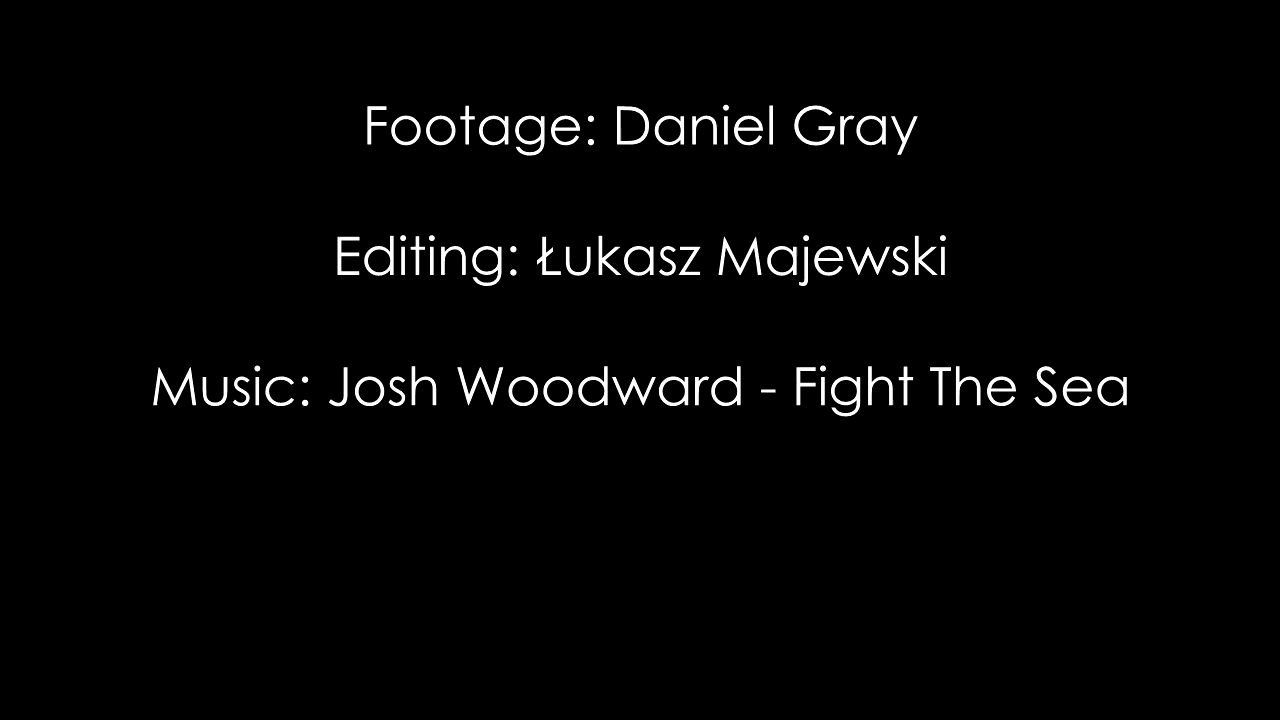 Footage: Daniel Gray
Editing: Łukasz Majewski
Music: Josh Woodward - Fight The Sea